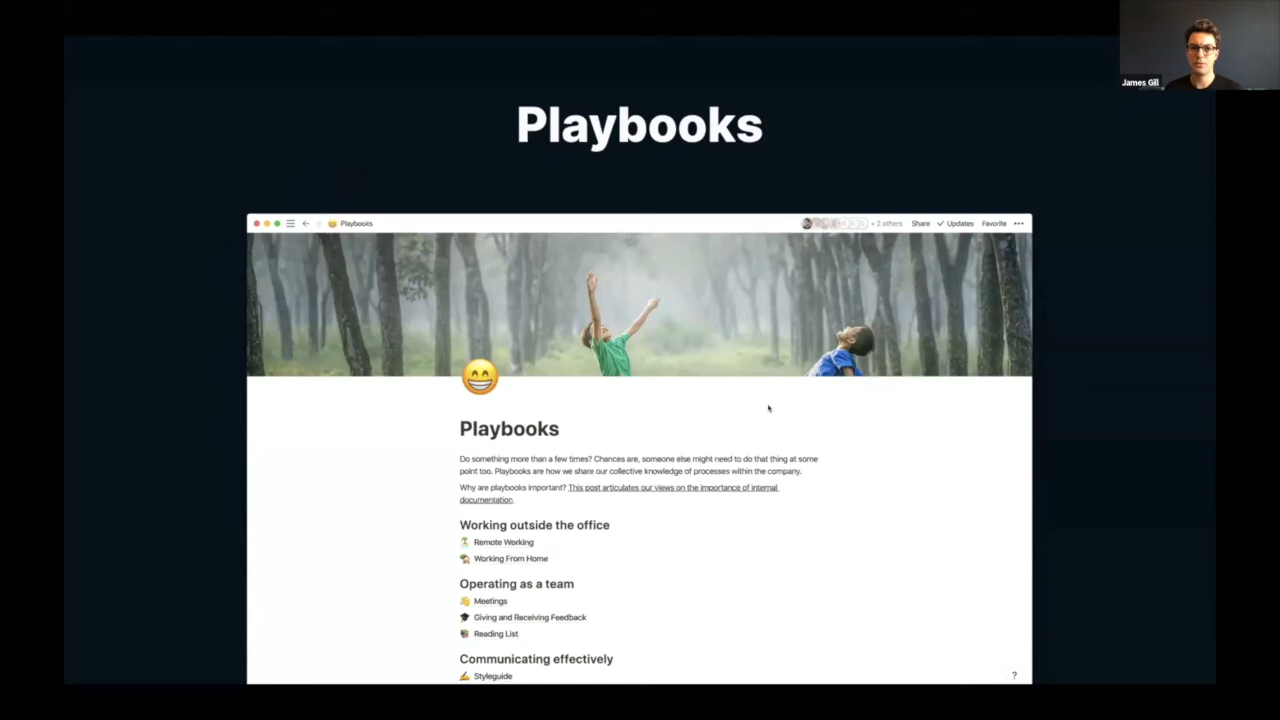 James Gill
Playbooks
Playbooks
+ 2 others Share Updates Favorite
Playbooks
Do something more than a few times? Chances are, someone else might need to do that thing at some
point too. Playbooks are how we share our collective knowledge of processes within the company.
Why are playbooks important? This post articulates our views on the importance of internal
documentation.
Working outside the office
Remote Working
Working From Home
Operating as a team
Meetings
Giving and Receiving Feedback
Reading List
Communicating effectively
Styleguide
?